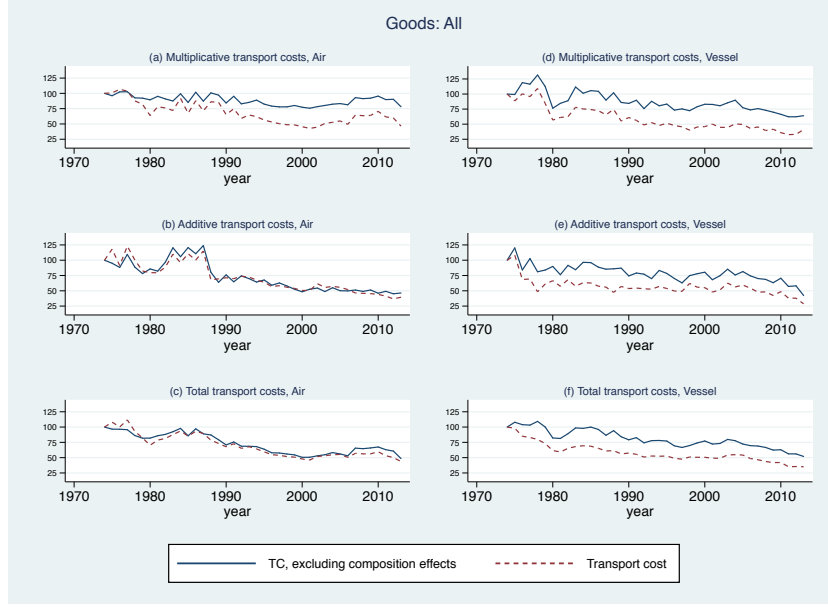 Goods: All
(a) Multiplicative transport costs, Air
125
100
75
50
25
1970 1980 1990 2000 2010
year
(d) Multiplicative transport costs, Vessel
125
100
75
50
25
1970 1980 1990 2000 2010
year
(b) Additive transport costs, Air
125
100
75
50
25
1970 1980 1990 2000 2010
year
(e) Additive transport costs, Vessel
125
100
75
50
25
1970 1980 1990 2000 2010
year
(c) Total transport costs, Air
125
100
75
50
25
1970 1980 1990 2000 2010
year
(f) Total transport costs, Vessel
125
100
75
50
25
1970 1980 1990 2000 2010
year
TC, excluding composition effects Transport cost